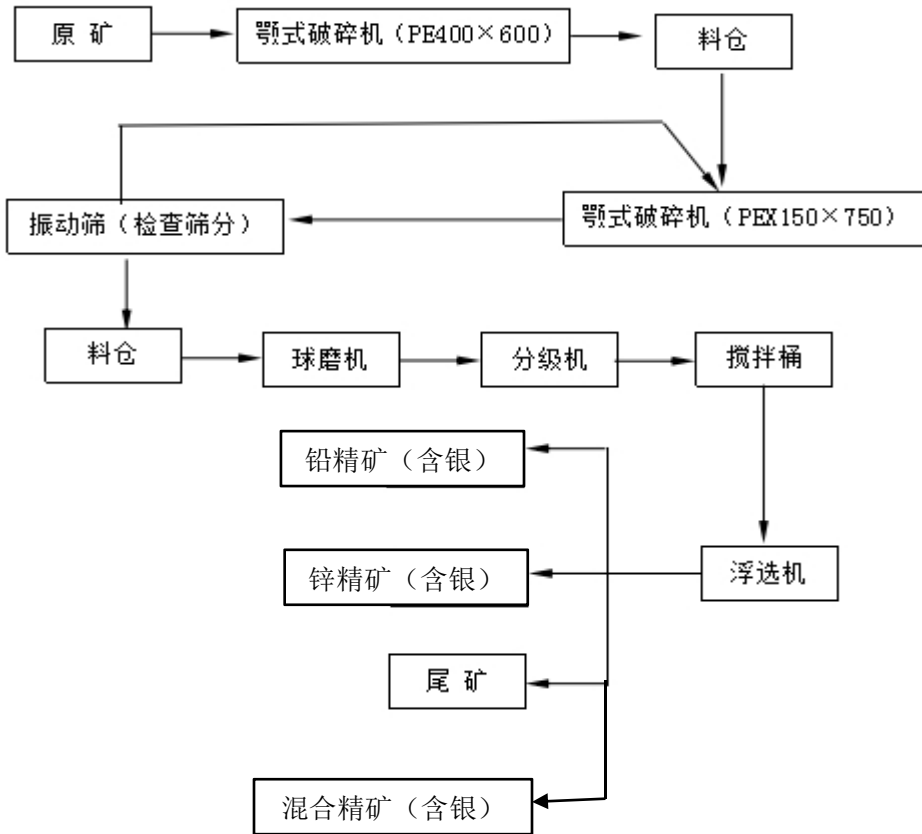 原 矿
颚式破碎机（PE400×600）
料仓
振动筛（检查筛分）
颚式破碎机（PEX150×750）
料仓
球磨机
分级机
搅拌桶
铅精矿（含银）
锌精矿（含银）
浮选机
尾 矿
混合精矿（含银）